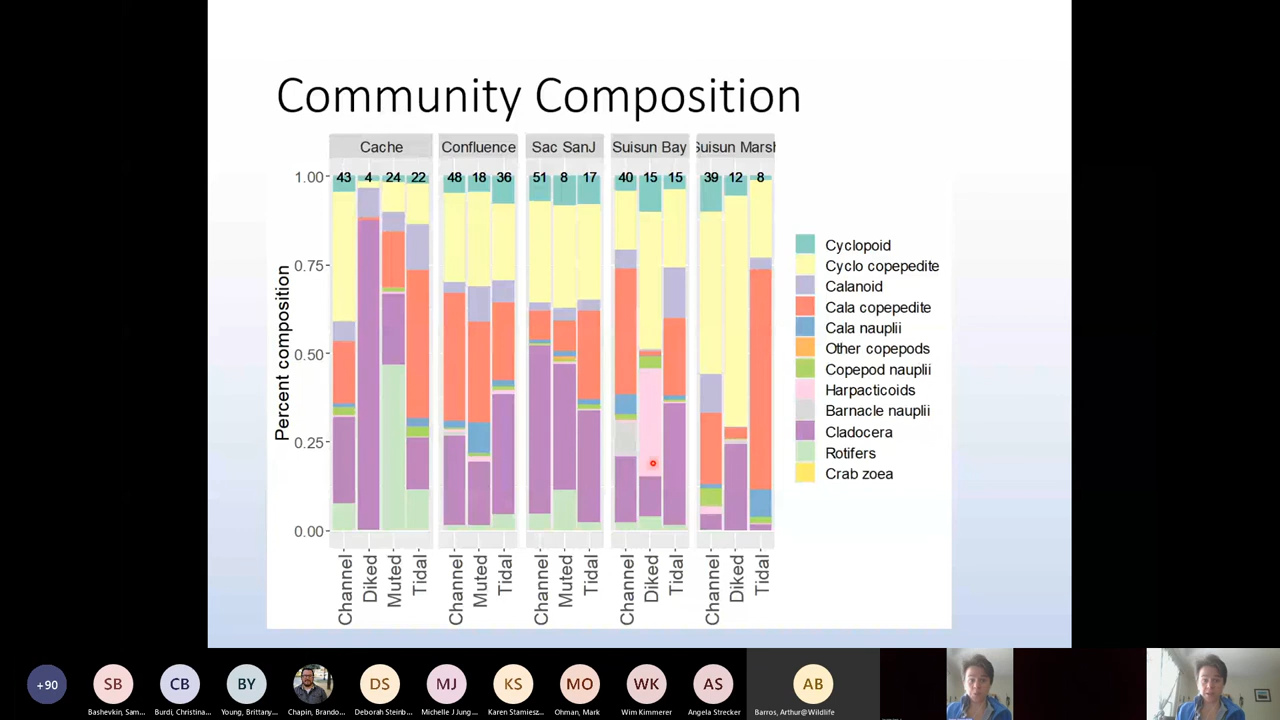 Community Composition
Cache
Confluence
Sac SanJ
Suisun Bay
Suisun Marsh
43 4 24 22
48 18 36
51 8 17
40 15 15
39 12 8
1.00
0.75
0.50
0.25
0.00
Percent composition
Channel
Diked
Muted
Tidal
Channel
Muted
Tidal
Channel
Muted
Tidal
Channel
Diked
Tidal
Channel
Diked
Tidal
Cyclopoid
Cyclo copepedite
Calanoid
Cala copepedite
Cala nauplii
Other copepods
Copepod nauplii
Harpacticoids
Barnacle nauplii
Cladocera
Rotifers
Crab zoea
+90
SB
CB
BY
DS
MJ
KS
MO
WK
AS
AB
Bashevkin, Sam...
Burdi, Christina...
Young, Brittany...
Chapin, Brando...
Deborah Steinb...
Michelle J Jung...
Karen Stamiesz...
Ohman, Mark
Wim Kimmerer
Angela Strecker
Barros, Arthur@Wildlife